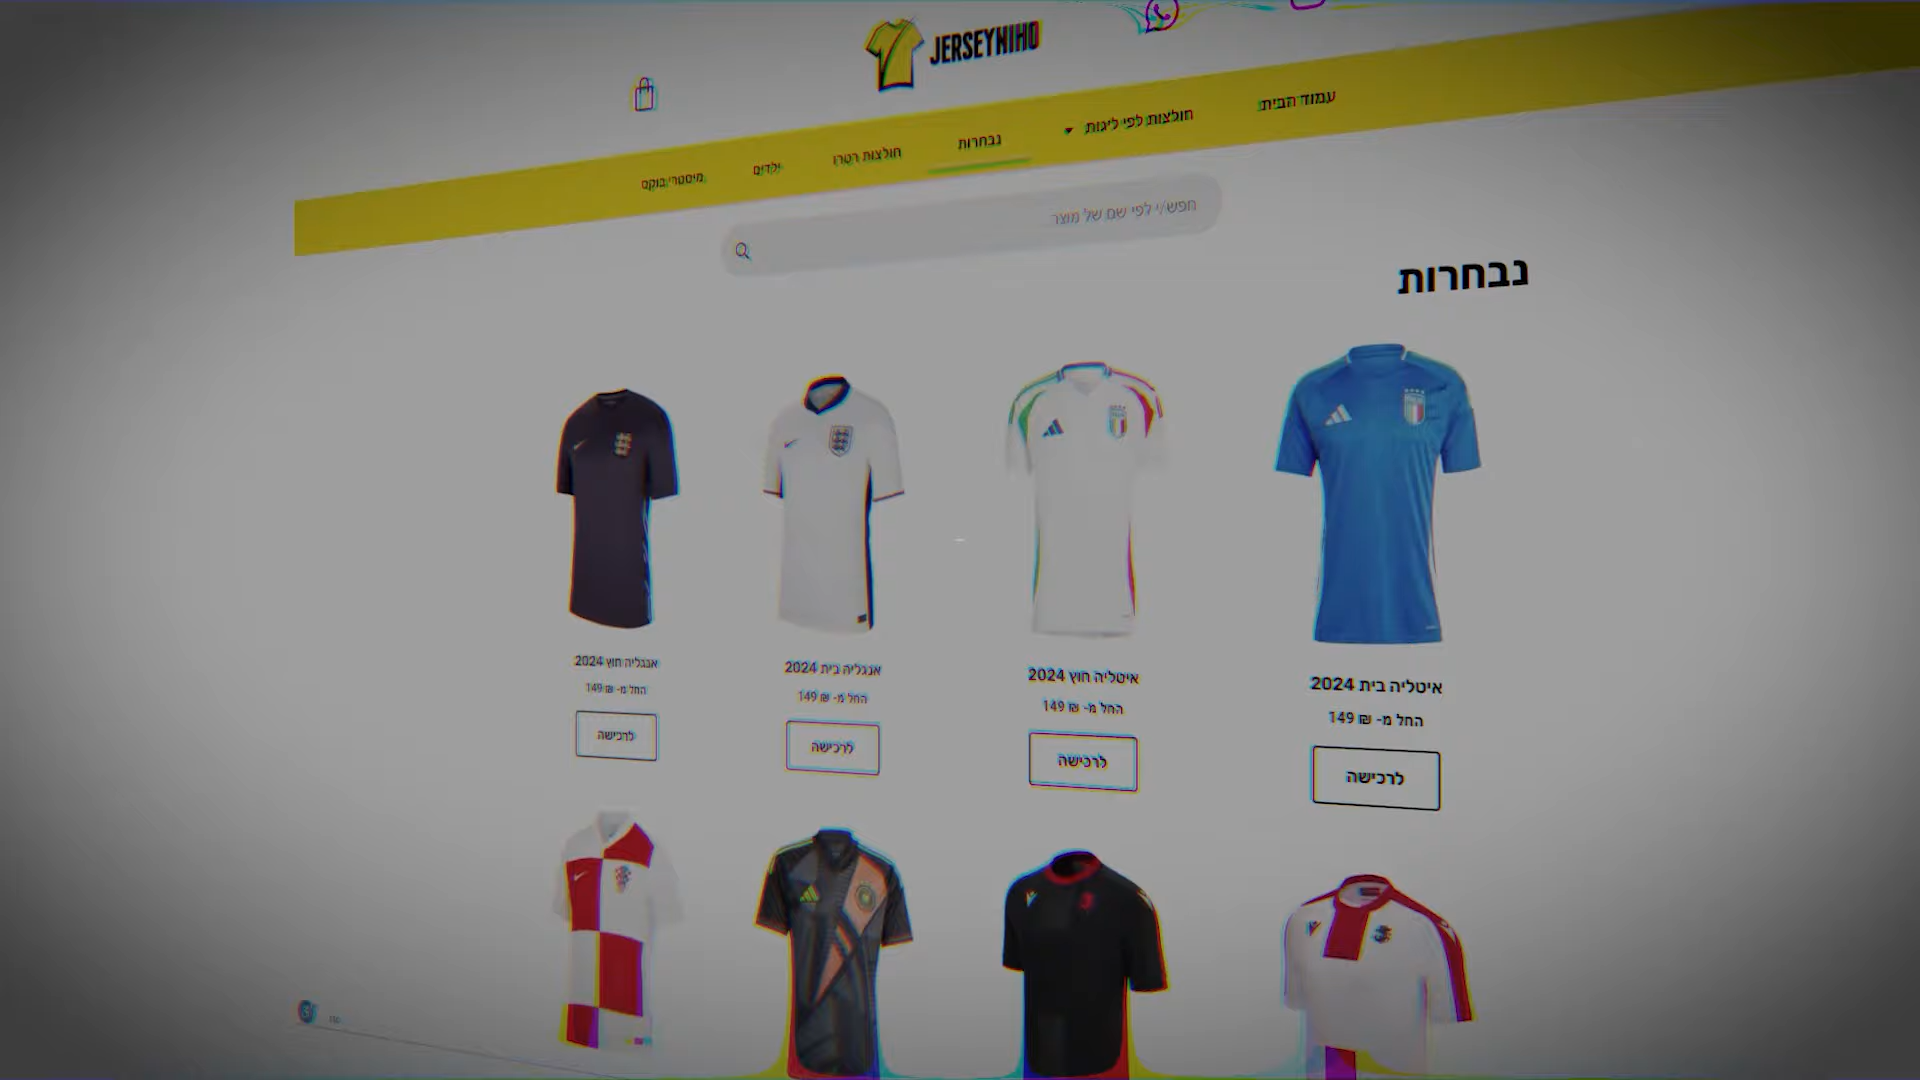 JERSEYNIHO
עמוד הבית
חולצות לפי ליגות
נבחרות
חולצות רטרו
ילדים
מיסטרי בוקס
חפש/י לפי שם של מוצר
נבחרות
איטליה בית 2024
החל מ- ₪ 149
לרכישה
איטליה חוץ 2024
החל מ- ₪ 149
לרכישה
אנגליה בית 2024
החל מ- ₪ 149
לרכישה
אנגליה חוץ 2024
החל מ- ₪ 149
לרכישה